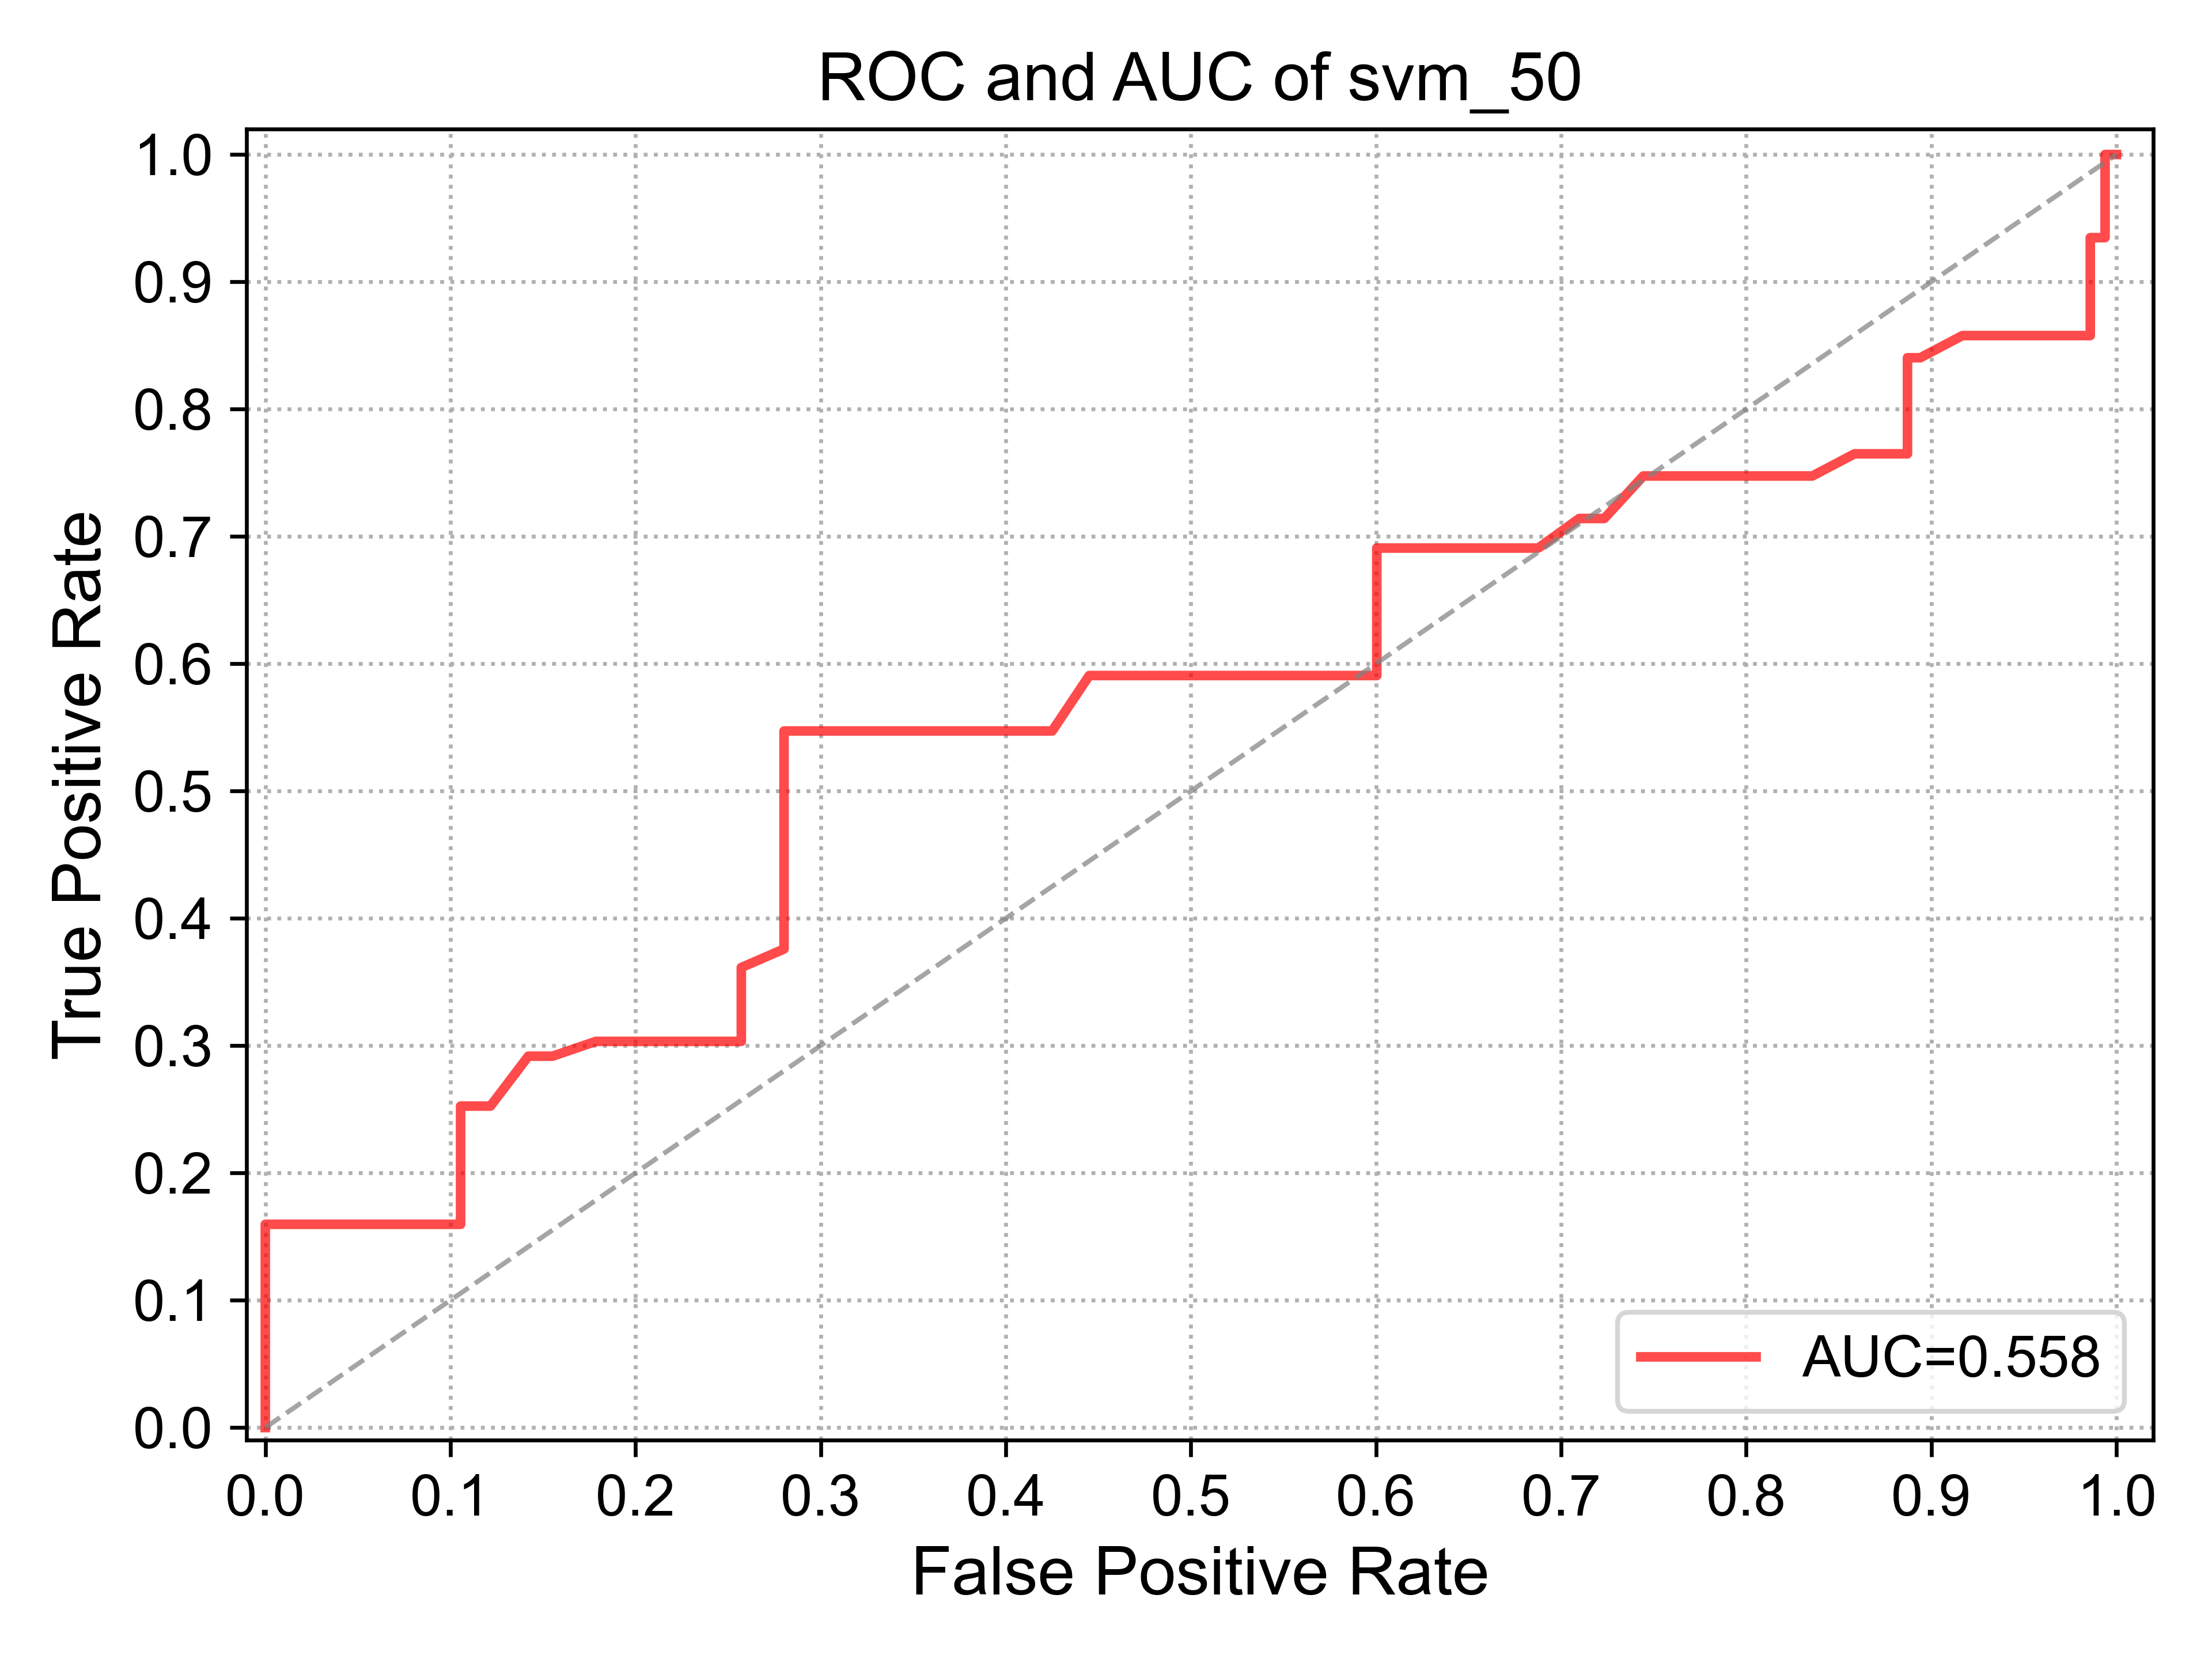 ROC and AUC of svm_50
1.0
0.9
0.8
0.7
0.6
0.5
0.4
0.3
0.2
0.1
0.0
True Positive Rate
AUC=0.558
0.0 0.1 0.2 0.3 0.4 0.5 0.6 0.7 0.8 0.9 1.0
False Positive Rate